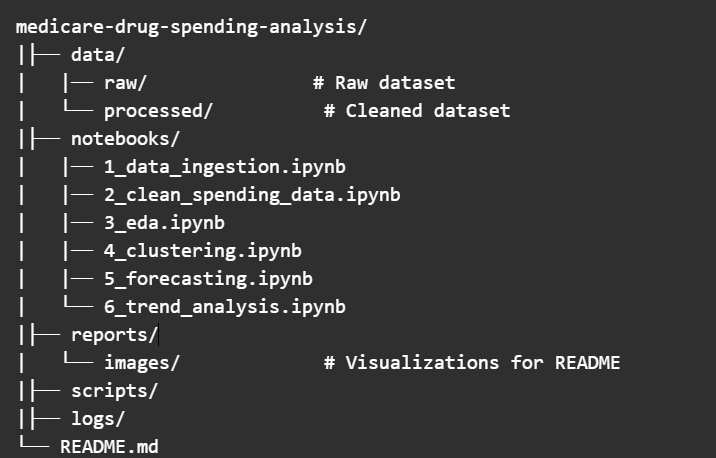 medicare-drug-spending-analysis/
|├── data/
|   |── raw/               # Raw dataset
|   └── processed/          # Cleaned dataset
|├── notebooks/
|   |── 1_data_ingestion.ipynb
|   |── 2_clean_spending_data.ipynb
|   |── 3_eda.ipynb
|   |── 4_clustering.ipynb
|   |── 5_forecasting.ipynb
|   └── 6_trend_analysis.ipynb
|├── reports/
|   └── images/             # Visualizations for README
|├── scripts/
|├── logs/
└── README.md